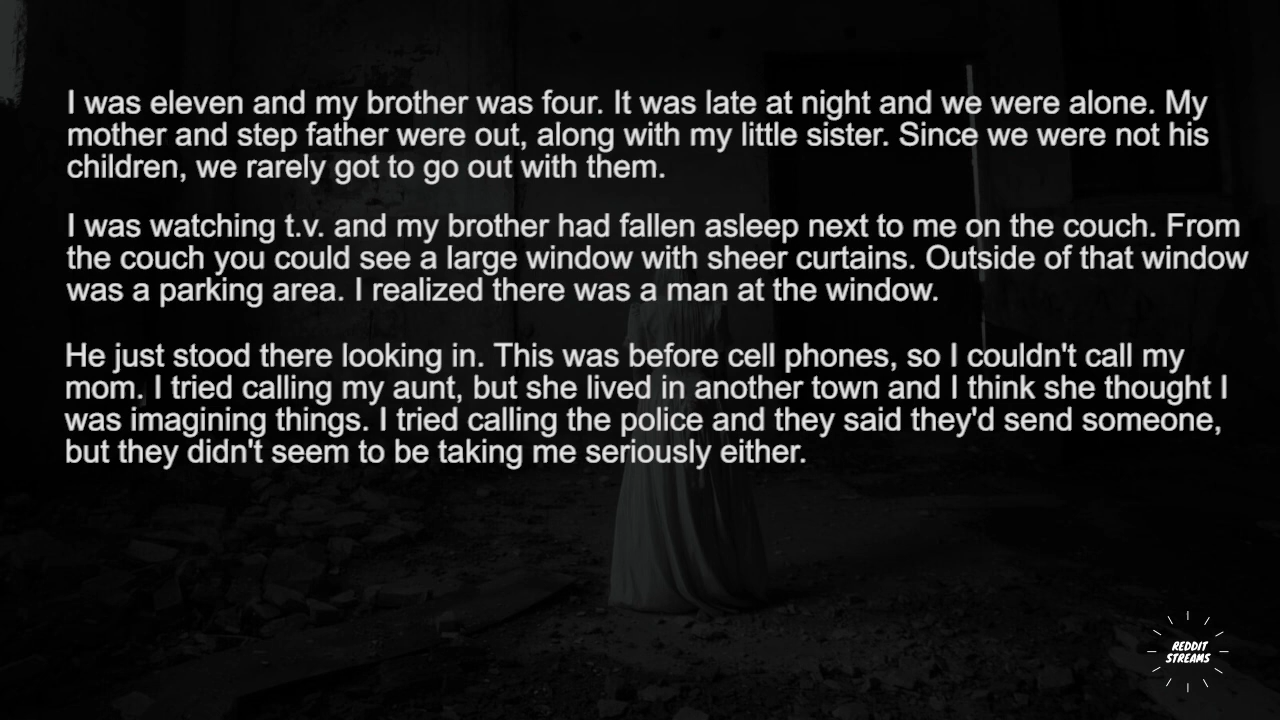 I was eleven and my brother was four. It was late at night and we were alone. My
mother and step father were out, along with my little sister. Since we were not his
children, we rarely got to go out with them.
I was watching t.v. and my brother had fallen asleep next to me on the couch. From
the couch you could see a large window with sheer curtains. Outside of that window
was a parking area. I realized there was a man at the window.
He just stood there looking in. This was before cell phones, so I couldn't call my
mom. I tried calling my aunt, but she lived in another town and I think she thought I
was imagining things. I tried calling the police and they said they'd send someone,
but they didn't seem to be taking me seriously either.
REDDIT
STREAMS